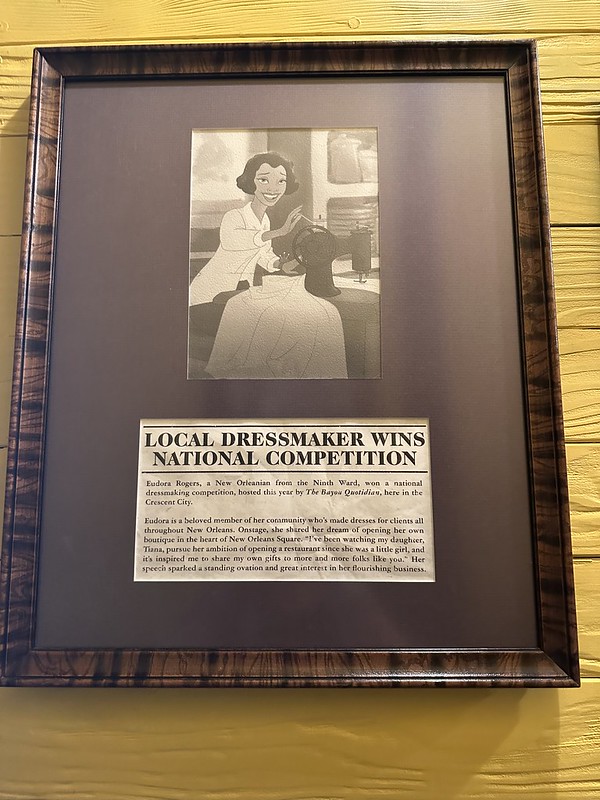 LOCAL DRESSMAKER WINS
NATIONAL COMPETITION
Eudora Rogers, a New Orleanian from the Ninth Ward, won a national
dressmaking competition, hosted this year by The Bayou Quotidian, here in the
Crescent City.
Eudora is a beloved member of her community who's made dresses for clients all
throughout New Orleans. Onstage, she shared her dream of opening her own
boutique in the heart of New Orleans Square. "I've been watching my daughter,
Tiana, pursue her ambition of opening a restaurant since she was a little girl, and
it's inspired me to share my own gifts to more and more folks like you." Her
speech sparked a standing ovation and great interest in her flourishing business.